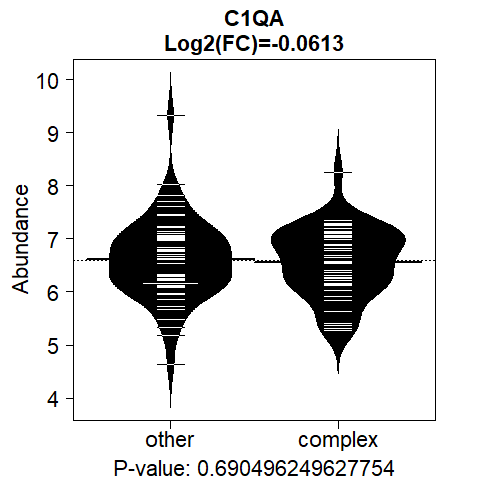 C1QA
Log2(FC)=-0.0613
Abundance
10
9
8
7
6
5
4
other
complex
P-value: 0.690496249627754